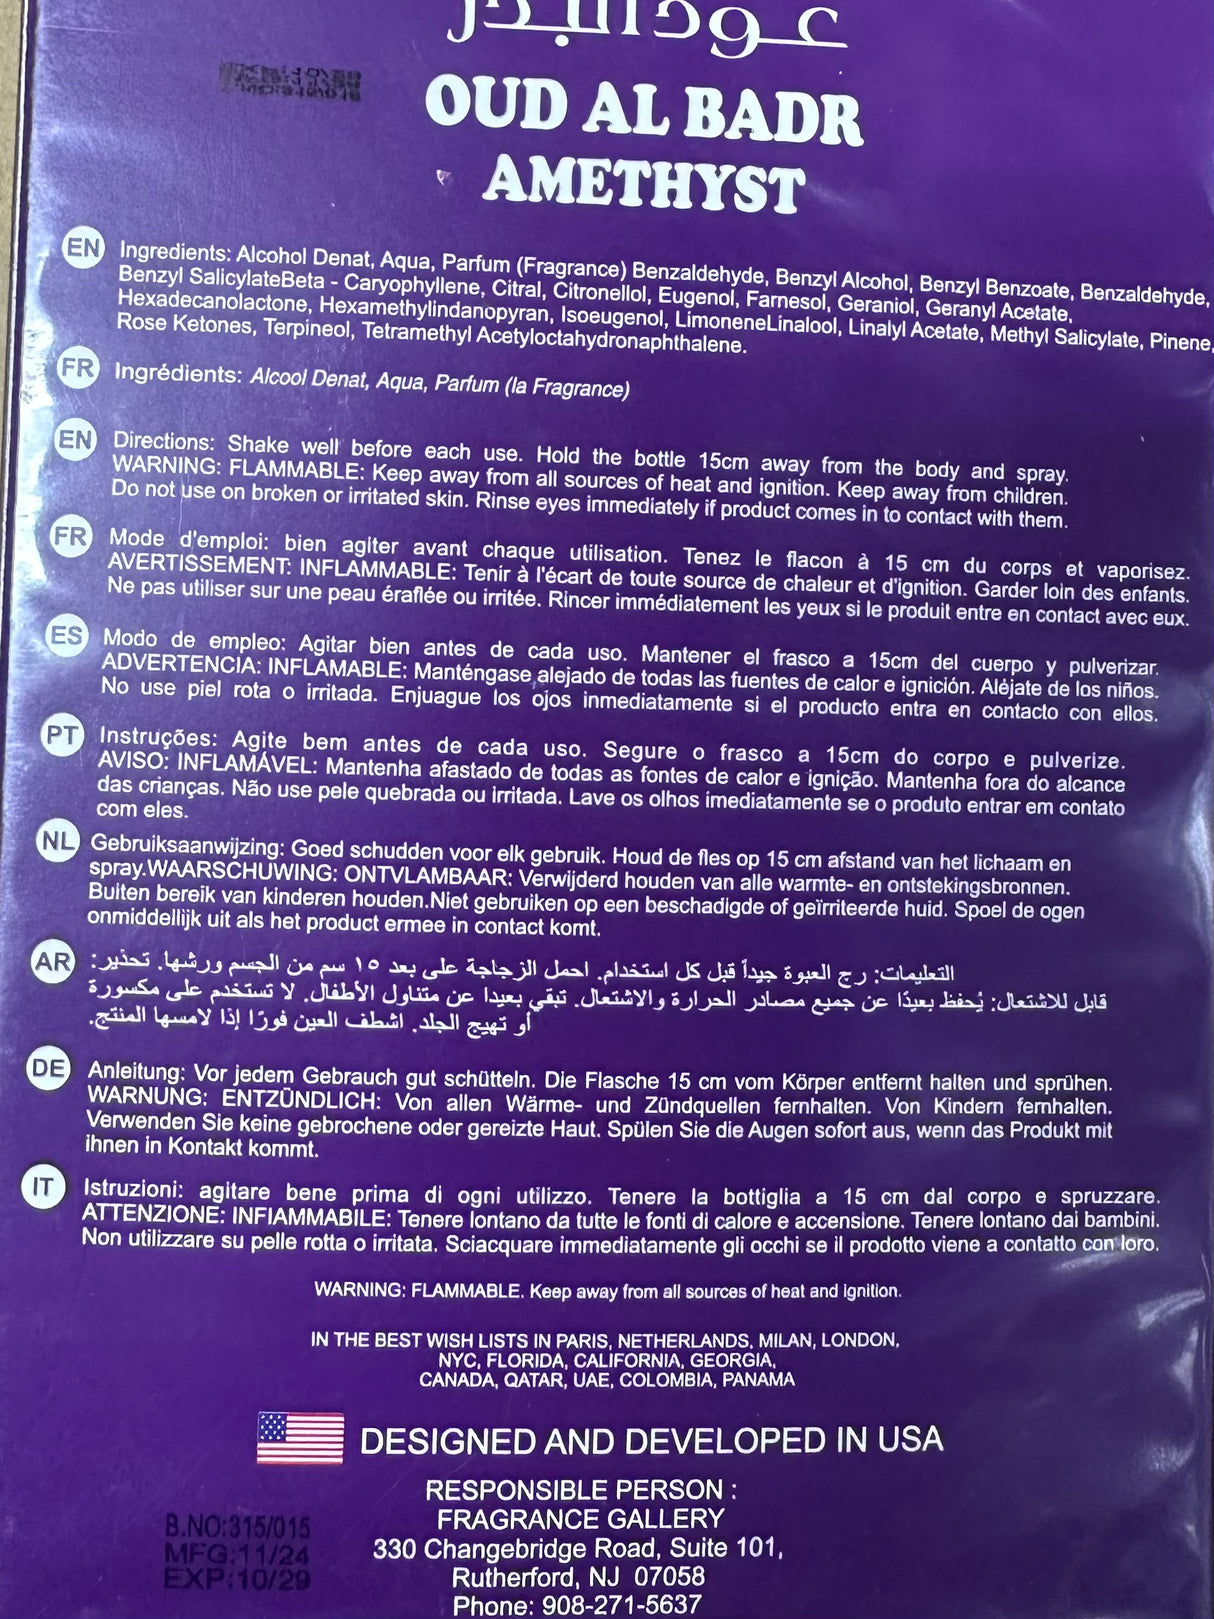 عود البدر
OUD AL BADR
AMETHYST
EN Ingredients: Alcohol Denat, Aqua, Parfum (Fragrance) Benzaldehyde, Benzyl Alcohol, Benzyl Benzoate, Benzaldehyde,
Benzyl SalicylateBeta - Caryophyllene, Citral, Citronellol, Eugenol, Farnesol, Geraniol, Geranyl Acetate,
Hexadecanolactone, Hexamethylindanopyran, Isoeugenol, LimoneneLinalool, Linalyl Acetate, Methyl Salicylate, Pinene,
Rose Ketones, Terpineol, Tetramethyl Acetyloctahydronaphthalene.
FR Ingrédients: Alcool Denat, Aqua, Parfum (la Fragrance)
EN Directions: Shake well before each use. Hold the bottle 15cm away from the body and spray.
WARNING: FLAMMABLE: Keep away from all sources of heat and ignition. Keep away from children.
Do not use on broken or irritated skin. Rinse eyes immediately if product comes in to contact with them.
FR Mode d'emploi: bien agiter avant chaque utilisation. Tenez le flacon à 15 cm du corps et vaporisez.
AVERTISSEMENT: INFLAMMABLE: Tenir à l'écart de toute source de chaleur et d'ignition. Garder loin des enfants.
Ne pas utiliser sur une peau éraflée ou irritée. Rincer immédiatement les yeux si le produit entre en contact avec eux.
ES Modo de empleo: Agitar bien antes de cada uso. Mantener el frasco a 15cm del cuerpo y pulverizar.
ADVERTENCIA: INFLAMABLE: Manténgase alejado de todas las fuentes de calor e ignición. Aléjate de los niños.
No use piel rota o irritada. Enjuague los ojos inmediatamente si el producto entra en contacto con ellos.
PT Instruções: Agite bem antes de cada uso. Segure o frasco a 15cm do corpo e pulverize.
AVISO: INFLAMÁVEL: Mantenha afastado de todas as fontes de calor e ignição. Mantenha fora do alcance
das crianças. Não use pele quebrada ou irritada. Lave os olhos imediatamente se o produto entrar em contato
com eles.
NL Gebruiksaanwijzing: Goed schudden voor elk gebruik. Houd de fles op 15 cm afstand van het lichaam en
spray.WAARSCHUWING: ONTVLAMBAAR: Verwijderd houden van alle warmte- en ontstekingsbronnen.
Buiten bereik van kinderen houden.Niet gebruiken op een beschadigde of geïrriteerde huid. Spoel de ogen
onmiddellijk uit als het product ermee in contact komt.
AR التعليمات: رج العبوة جيداً قبل كل استخدام. احمل الزجاجة على بعد ١٥ سم من الجسم ورشها. تحذير:
قابل للاشتعال: يُحفظ بعيدًا عن جميع مصادر الحرارة والاشتعال. تبقي بعيدا عن متناول الأطفال. لا تستخدم على مكسورة
أو تهيج الجلد. اشطف العين فورًا إذا لامسها المنتج.
DE Anleitung: Vor jedem Gebrauch gut schütteln. Die Flasche 15 cm vom Körper entfernt halten und sprühen.
WARNUNG: ENTZÜNDLICH: Von allen Wärme- und Zündquellen fernhalten. Von Kindern fernhalten.
Verwenden Sie keine gebrochene oder gereizte Haut. Spülen Sie die Augen sofort aus, wenn das Produkt mit
ihnen in Kontakt kommt.
IT Istruzioni: agitare bene prima di ogni utilizzo. Tenere la bottiglia a 15 cm dal corpo e spruzzare.
ATTENZIONE: INFIAMMABILE: Tenere lontano da tutte le fonti di calore e accensione. Tenere lontano dai bambini.
Non utilizzare su pelle rotta o irritata. Sciacquare immediatamente gli occhi se il prodotto viene a contatto con loro.
WARNING: FLAMMABLE. Keep away from all sources of heat and ignition.
IN THE BEST WISH LISTS IN PARIS, NETHERLANDS, MILAN, LONDON,
NYC, FLORIDA, CALIFORNIA, GEORGIA,
CANADA, QATAR, UAE, COLOMBIA, PANAMA
DESIGNED AND DEVELOPED IN USA
RESPONSIBLE PERSON :
FRAGRANCE GALLERY
330 Changebridge Road, Suite 101,
Rutherford, NJ 07058
Phone: 908-271-5637
B.NO:315/015
MFG:11/24
EXP:10/29